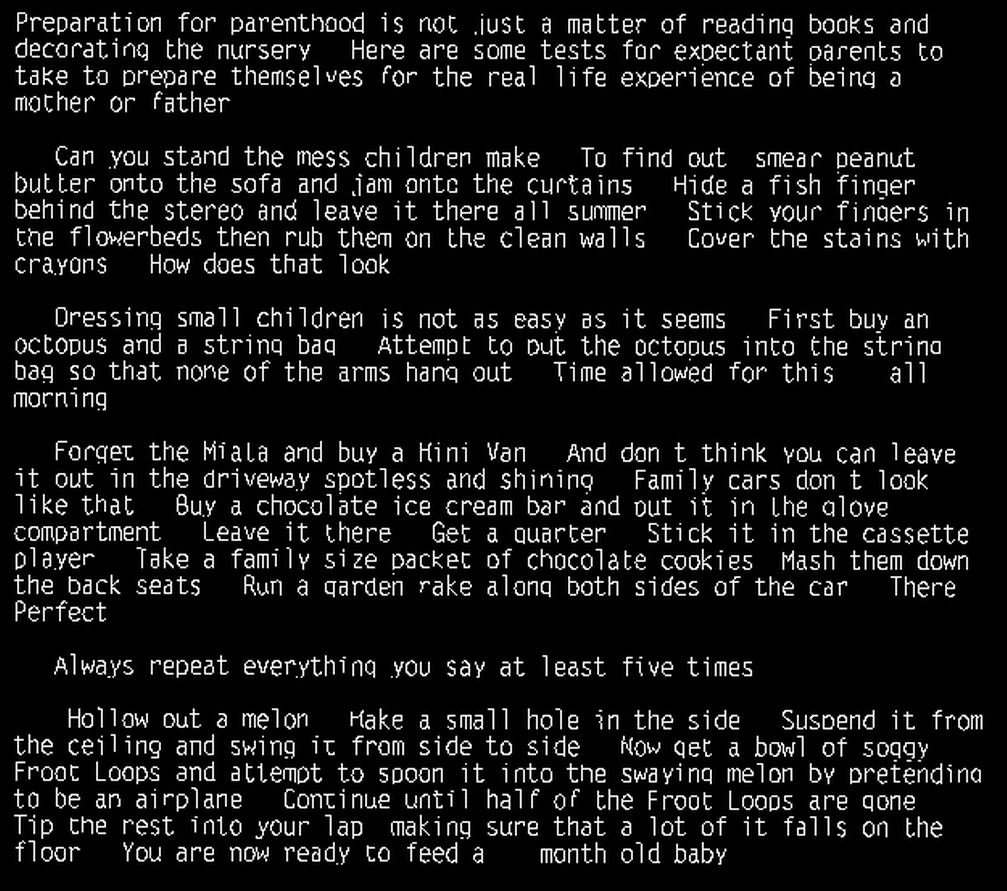 Preparation for parenthood is not just a matter of reading books and
decorating the nursery   Here are some tests for expectant parents to
take to prepare themselves for the real life experience of being a
mother or father
Can you stand the mess children make   To find out  smear peanut
butter onto the sofa and jam onto the curtains   Hide a fish finger
behind the stereo and leave it there all summer   Stick your fingers in
the flowerbeds then rub them on the clean walls   Cover the stains with
crayons   How does that look
Dressing small children is not as easy as it seems   First buy an
octopus and a string bag   Attempt to put the octopus into the string
bag so that none of the arms hang out   Time allowed for this    all
morning
Forget the Miata and buy a Mini Van   And don t think you can leave
it out in the driveway spotless and shining   Family cars don t look
like that   Buy a chocolate ice cream bar and put it in the glove
compartment   Leave it there   Get a quarter   Stick it in the cassette
player   Take a family size packet of chocolate cookies  Mash them down
the back seats   Run a garden rake along both sides of the car   There
Perfect
Always repeat everything you say at least five times
Hollow out a melon   Make a small hole in the side   Suspend it from
the ceiling and swing it from side to side   Now get a bowl of soggy
Froot Loops and attempt to spoon it into the swaying melon by pretending
to be an airplane   Continue until half of the Froot Loops are gone
Tip the rest into your lap  making sure that a lot of it falls on the
floor   You are now ready to feed a    month old baby